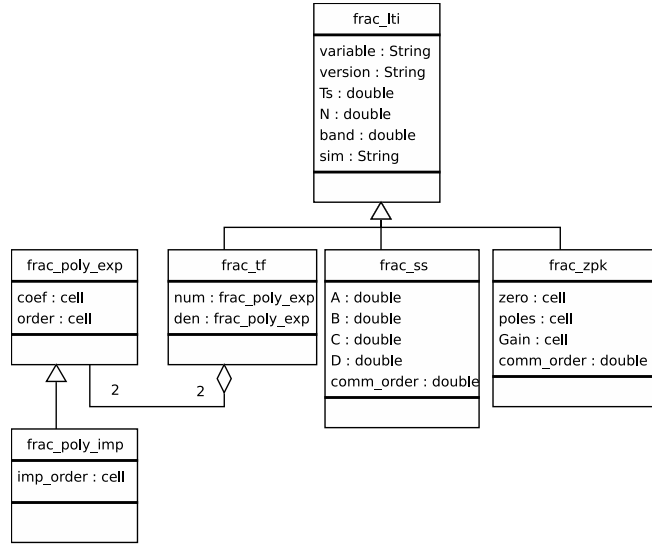 frac_lti
variable : String
version : String
Ts : double
N : double
band : double
sim : String
frac_poly_exp
coef : cell
order : cell
frac_tf
num : frac_poly_exp
den : frac_poly_exp
frac_ss
A : double
B : double
C : double
D : double
comm_order : double
frac_zpk
zero : cell
poles : cell
Gain : cell
comm_order : double
2
2
frac_poly_imp
imp_order : cell